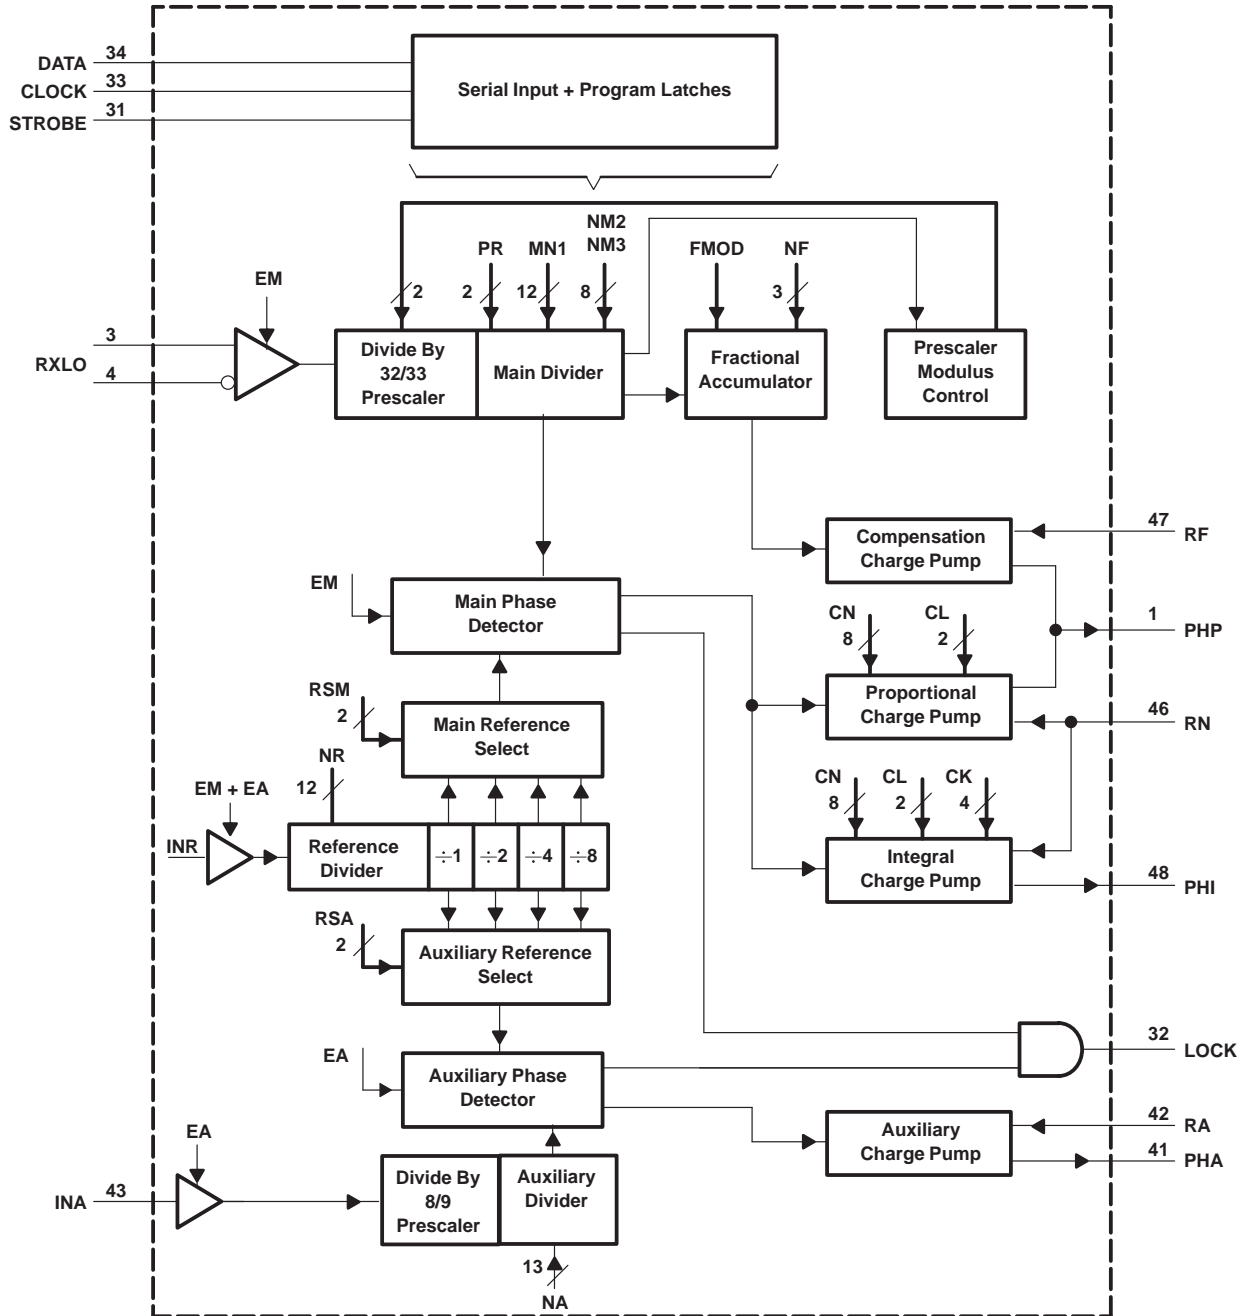 34
DATA
33
CLOCK
31
STROBE
Serial Input + Program Latches
NM2
NM3
PR
MN1
FMOD
NF
EM
2
2
12
8
3
3
RXLO
4
Divide By
32/33
Prescaler
Main Divider
Fractional
Accumulator
Prescaler
Modulus
Control
47
RF
Compensation
Charge Pump
EM
Main Phase
Detector
CN
8
CL
2
1
PHP
RSM
2
Main Reference
Select
Proportional
Charge Pump
46
RN
NR
12
EM + EA
CN
8
CL
2
CK
4
INR
Reference
Divider
÷1
÷2
÷4
÷8
Integral
Charge Pump
48
PHI
RSA
2
Auxiliary Reference
Select
32
LOCK
EA
Auxiliary Phase
Detector
42
RA
Auxiliary
Charge Pump
41
PHA
EA
43
INA
Divide By
8/9
Prescaler
Auxiliary
Divider
13
NA